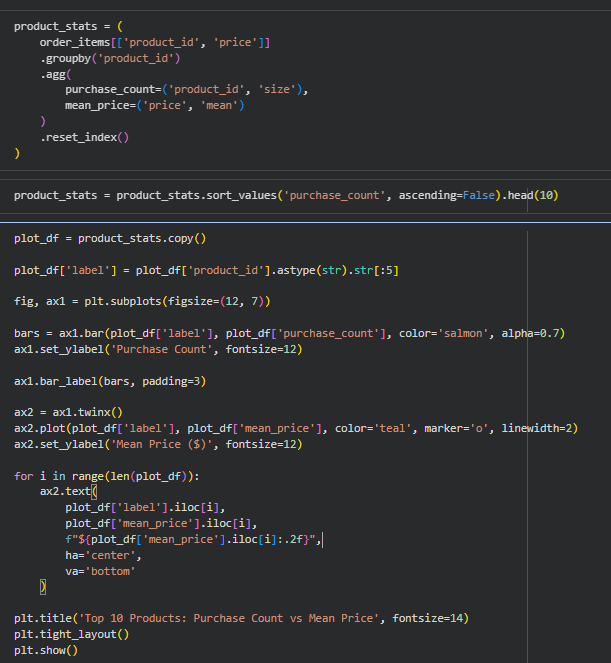 product_stats = (
    order_items[['product_id', 'price']]
    .groupby('product_id')
    .agg(
        purchase_count=('product_id', 'size'),
        mean_price=('price', 'mean')
    )
    .reset_index()
)
product_stats = product_stats.sort_values('purchase_count', ascending=False).head(10)
plot_df = product_stats.copy()
plot_df['label'] = plot_df['product_id'].astype(str).str[:5]
fig, ax1 = plt.subplots(figsize=(12, 7))
bars = ax1.bar(plot_df['label'], plot_df['purchase_count'], color='salmon', alpha=0.7)
ax1.set_ylabel('Purchase Count', fontsize=12)
ax1.bar_label(bars, padding=3)
ax2 = ax1.twinx()
ax2.plot(plot_df['label'], plot_df['mean_price'], color='teal', marker='o', linewidth=2)
ax2.set_ylabel('Mean Price ($)', fontsize=12)
for i in range(len(plot_df)):
    ax2.text(
        plot_df['label'].iloc[i],
        plot_df['mean_price'].iloc[i],
        f"${plot_df['mean_price'].iloc[i]:.2f}",
        ha='center',
        va='bottom'
    )
plt.title('Top 10 Products: Purchase Count vs Mean Price', fontsize=14)
plt.tight_layout()
plt.show()